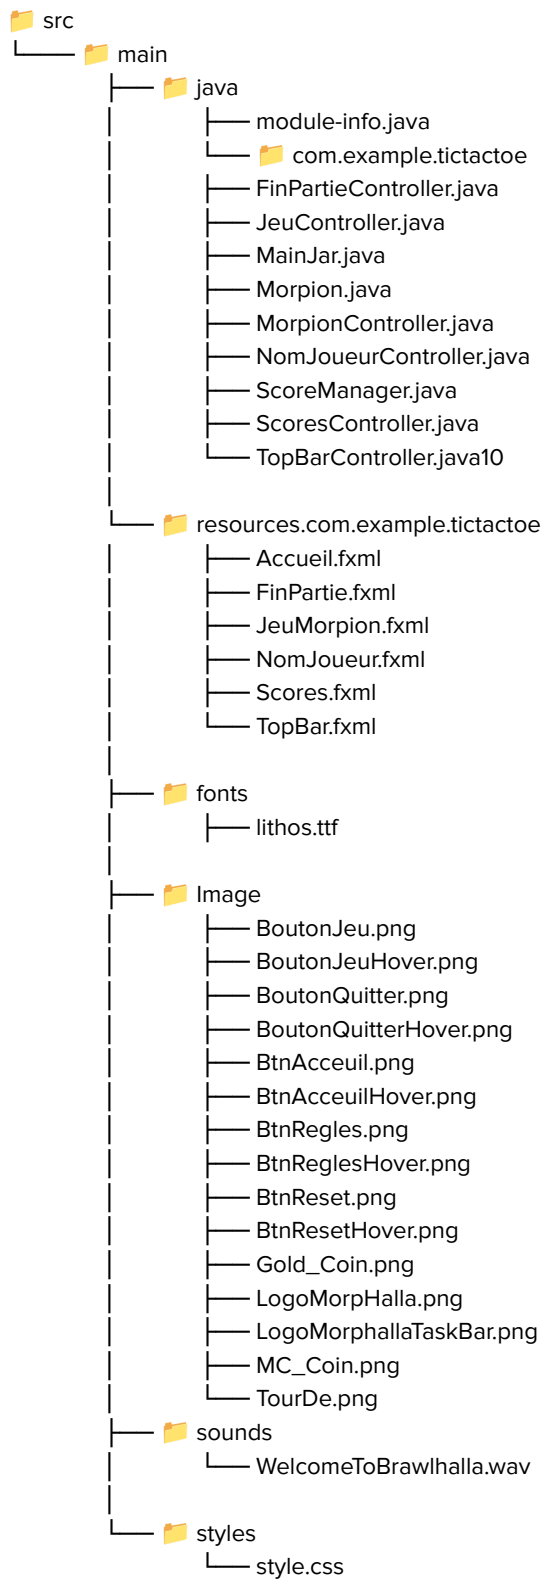 src
main
java
module-info.java
com.example.tictactoe
FinPartieController.java
JeuController.java
MainJar.java
Morpion.java
MorpionController.java
NomJoueurController.java
ScoreManager.java
ScoresController.java
TopBarController.java10
resources.com.example.tictactoe
Accueil.fxml
FinPartie.fxml
JeuMorpion.fxml
NomJoueur.fxml
Scores.fxml
TopBar.fxml
fonts
lithos.ttf
Image
BoutonJeu.png
BoutonJeuHover.png
BoutonQuitter.png
BoutonQuitterHover.png
BtnAcceuil.png
BtnAcceuilHover.png
BtnRegles.png
BtnReglesHover.png
BtnReset.png
BtnResetHover.png
Gold_Coin.png
LogoMorpHalla.png
LogoMorphallaTaskBar.png
MC_Coin.png
TourDe.png
sounds
WelcomeToBrawlhalla.wav
styles
style.css